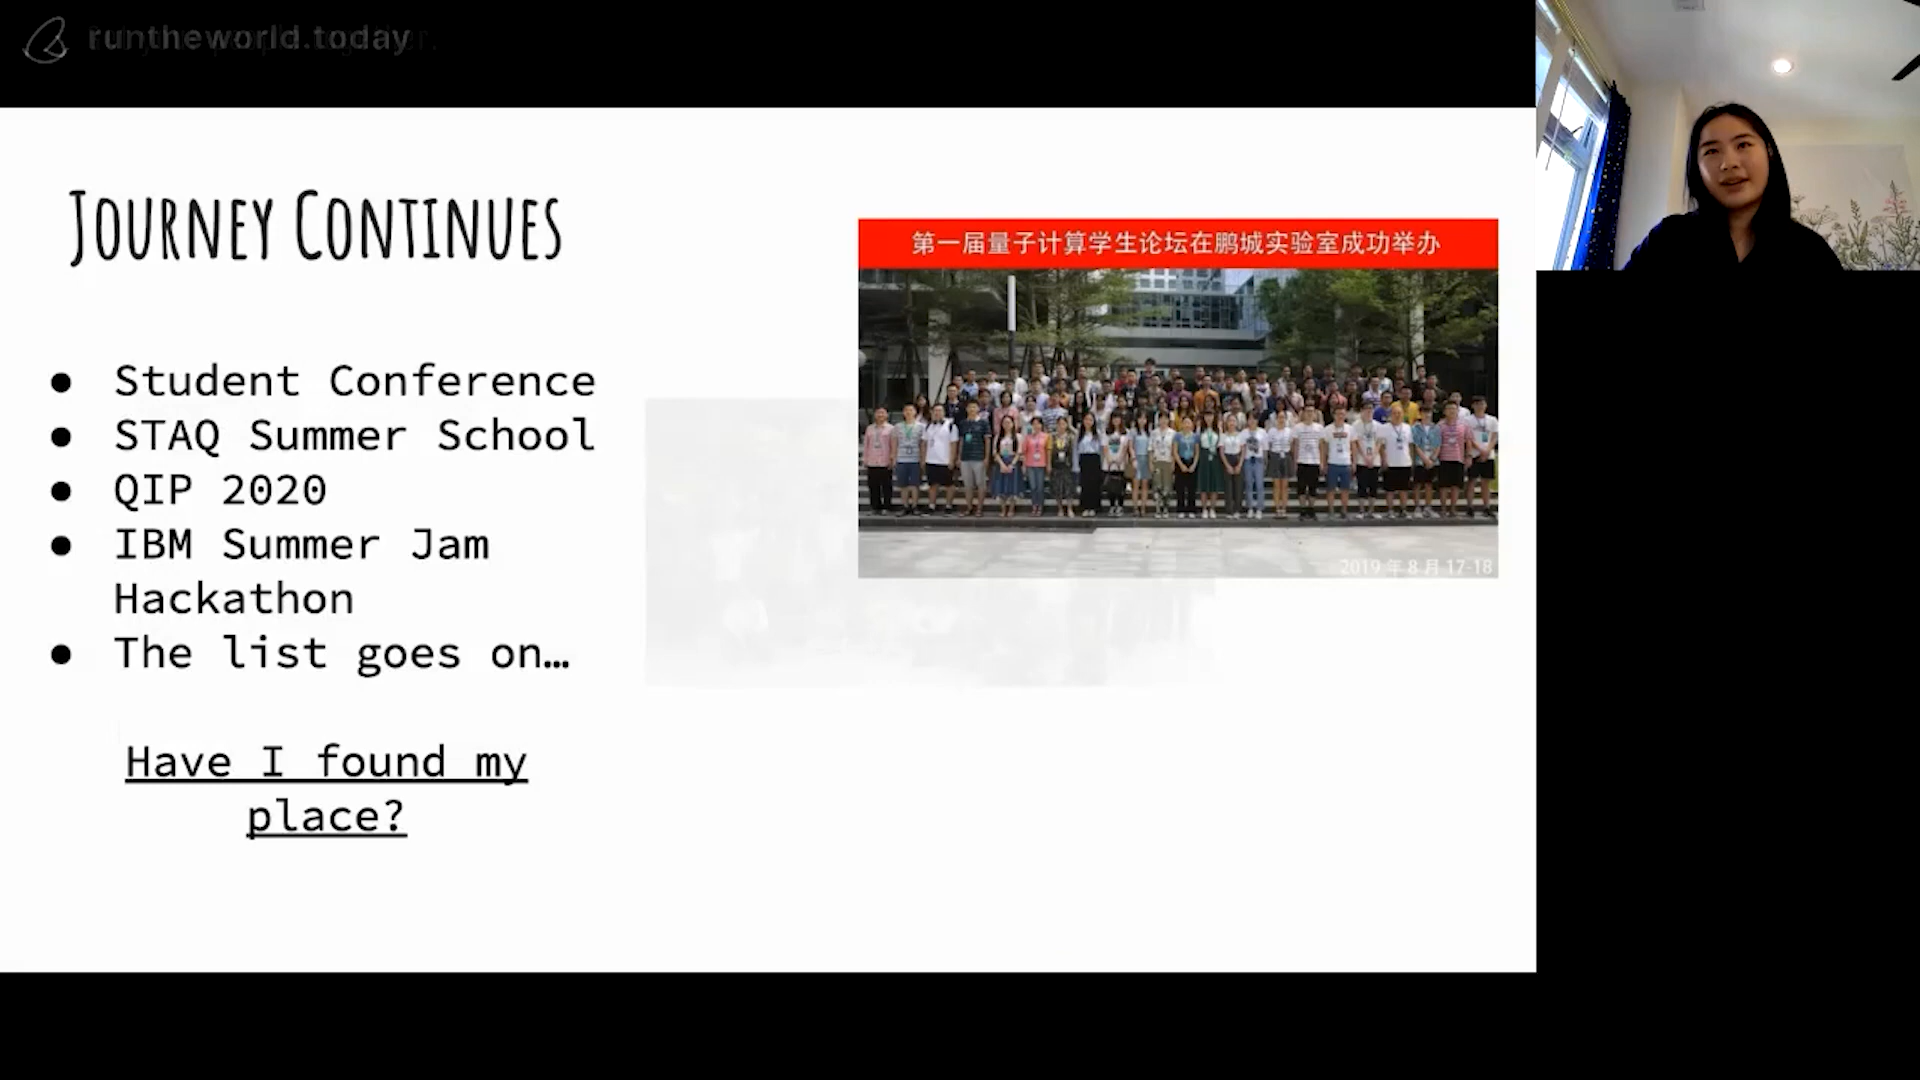 runtheworld.today
JOURNEY CONTINUES
● Student Conference
● STAQ Summer School
● QIP 2020
● IBM Summer Jam
Hackathon
● The list goes on…
Have I found my
place?
第一届量子计算学生论坛在鹏城实验室成功举办
2019年8月17-18